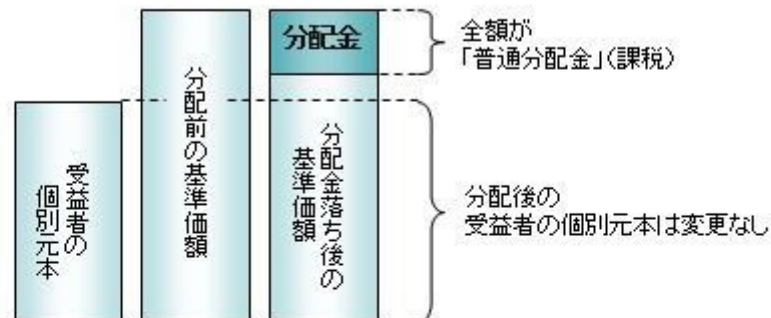 受益者の
個別元本
分配前の基準価額
分配金
分配金落ち後の
基準価額
全額が
「普通分配金」(課税)
分配後の
受益者の個別元本は変更なし